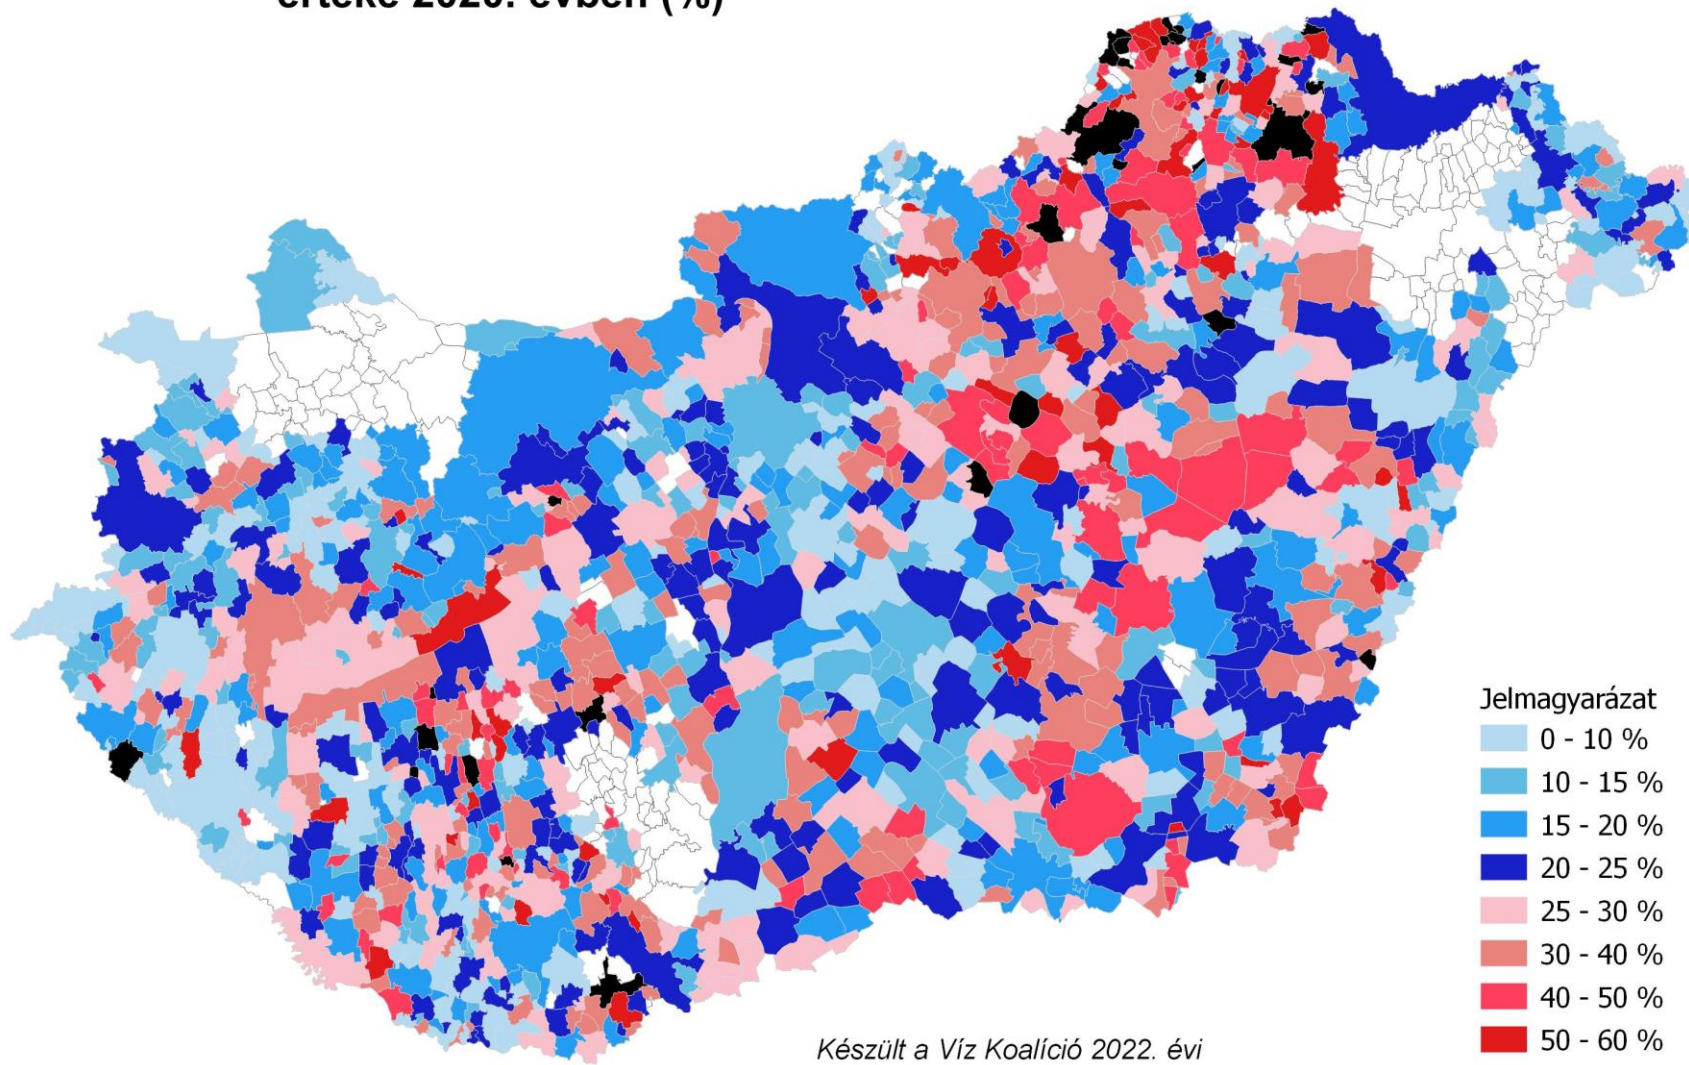 értéke 2020. évben (%)
Jelmagyarázat
0 - 10 %
10 - 15 %
15 - 20 %
20 - 25 %
25 - 30 %
30 - 40 %
40 - 50 %
50 - 60 %
Készült a Víz Koalíció 2022. évi